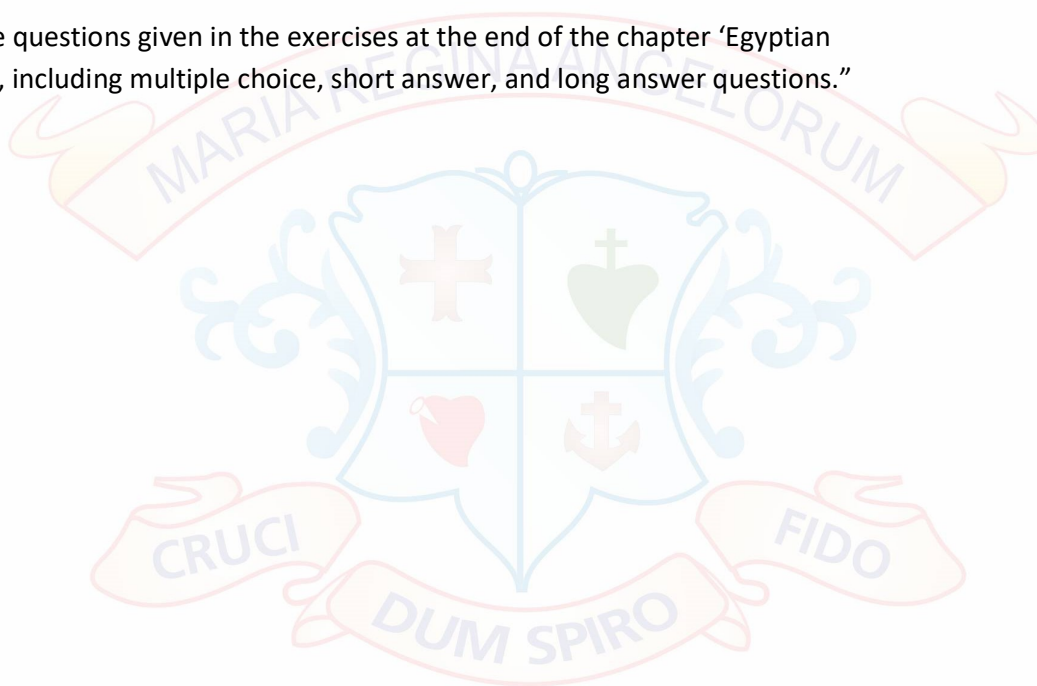 e questions given in the exercises at the end of the chapter ‘Egyptian
, including multiple choice, short answer, and long answer questions.”
MARIA REGINA ANGELORUM
CRUCI
FIDO
DUM SPIRO